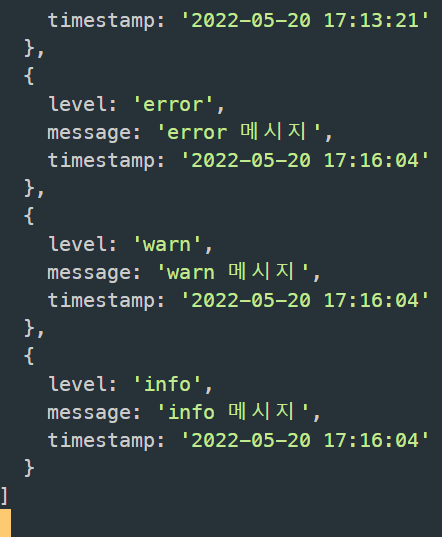 timestamp: '2022-05-20 17:13:21'
},
{
level: 'error',
message: 'error 메시지',
timestamp: '2022-05-20 17:16:04'
},
{
level: 'warn',
message: 'warn 메시지',
timestamp: '2022-05-20 17:16:04'
},
{
level: 'info',
message: 'info 메시지',
timestamp: '2022-05-20 17:16:04'
}
]